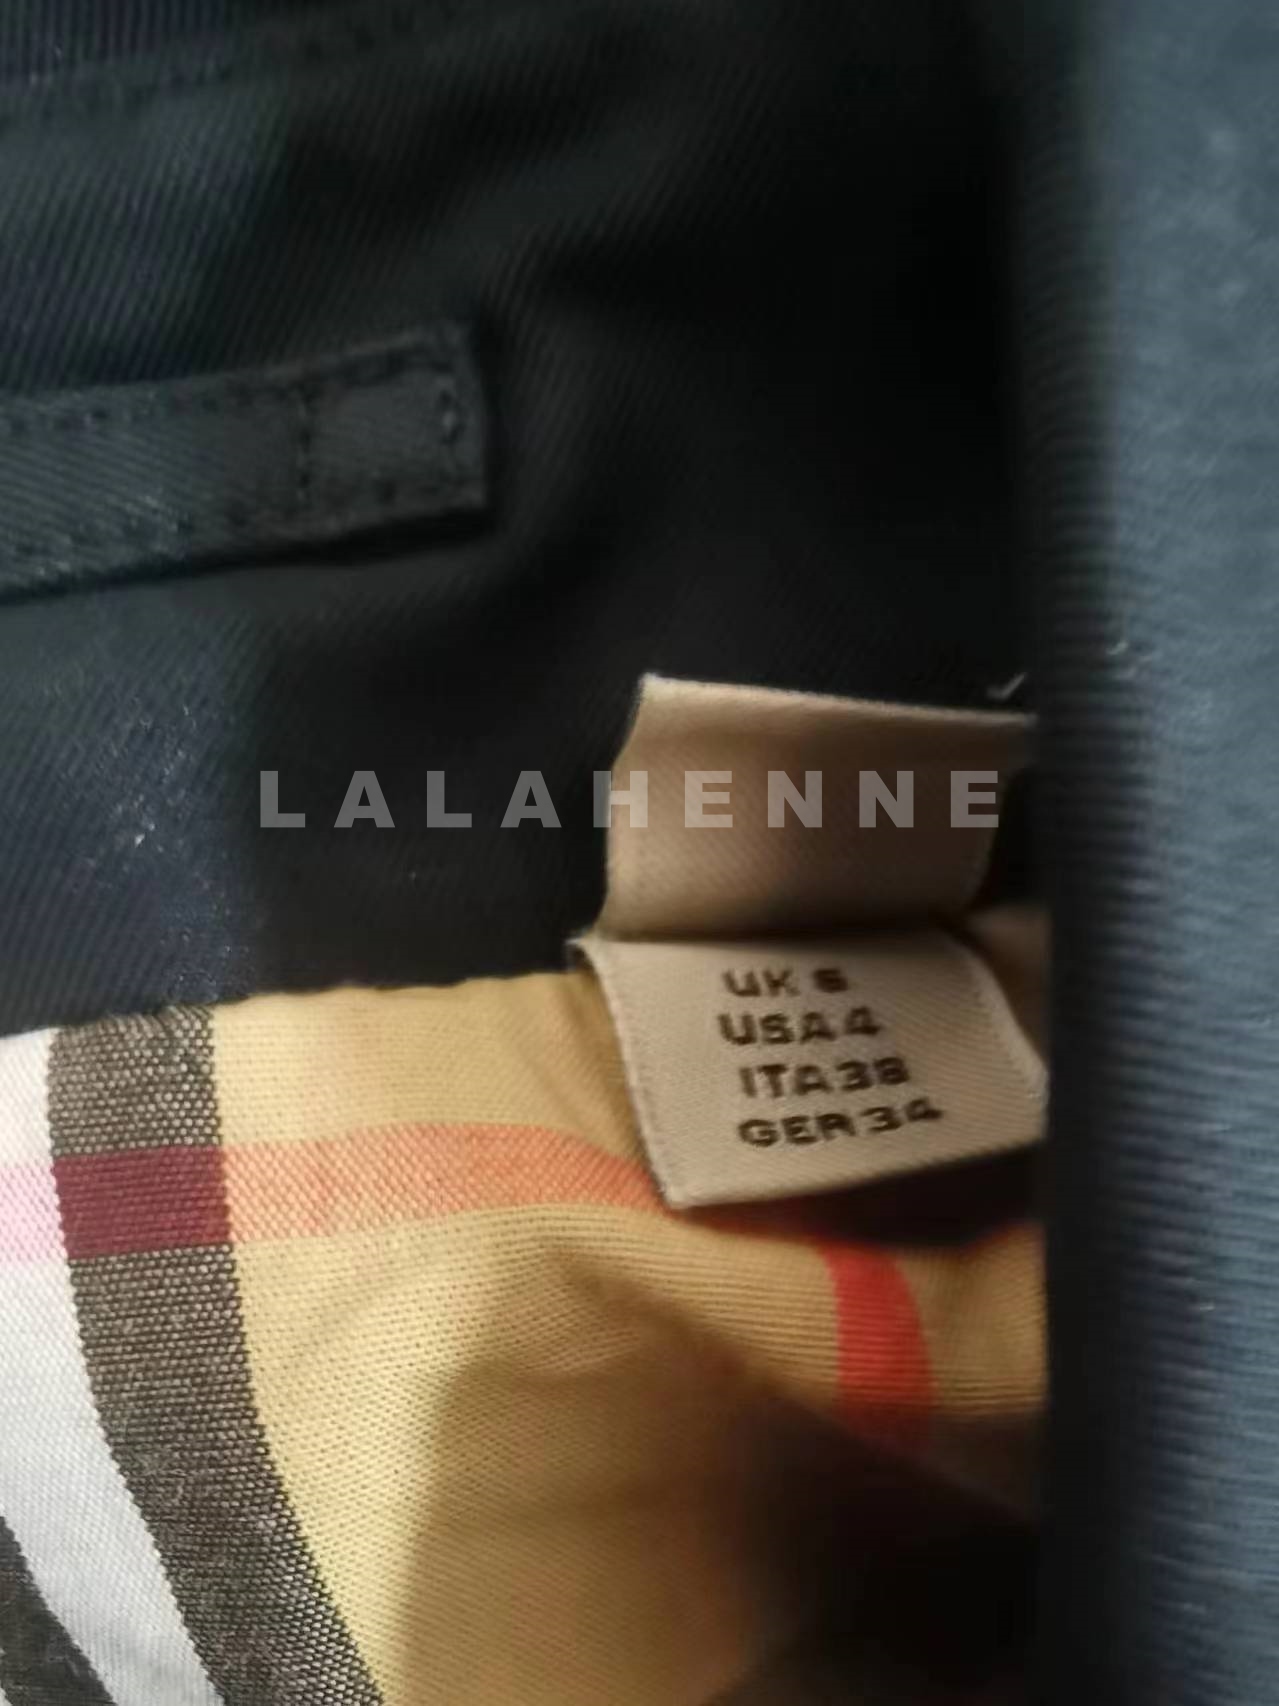 LALAHENNE
UK 6
USA 4
ITA 38
GER 34